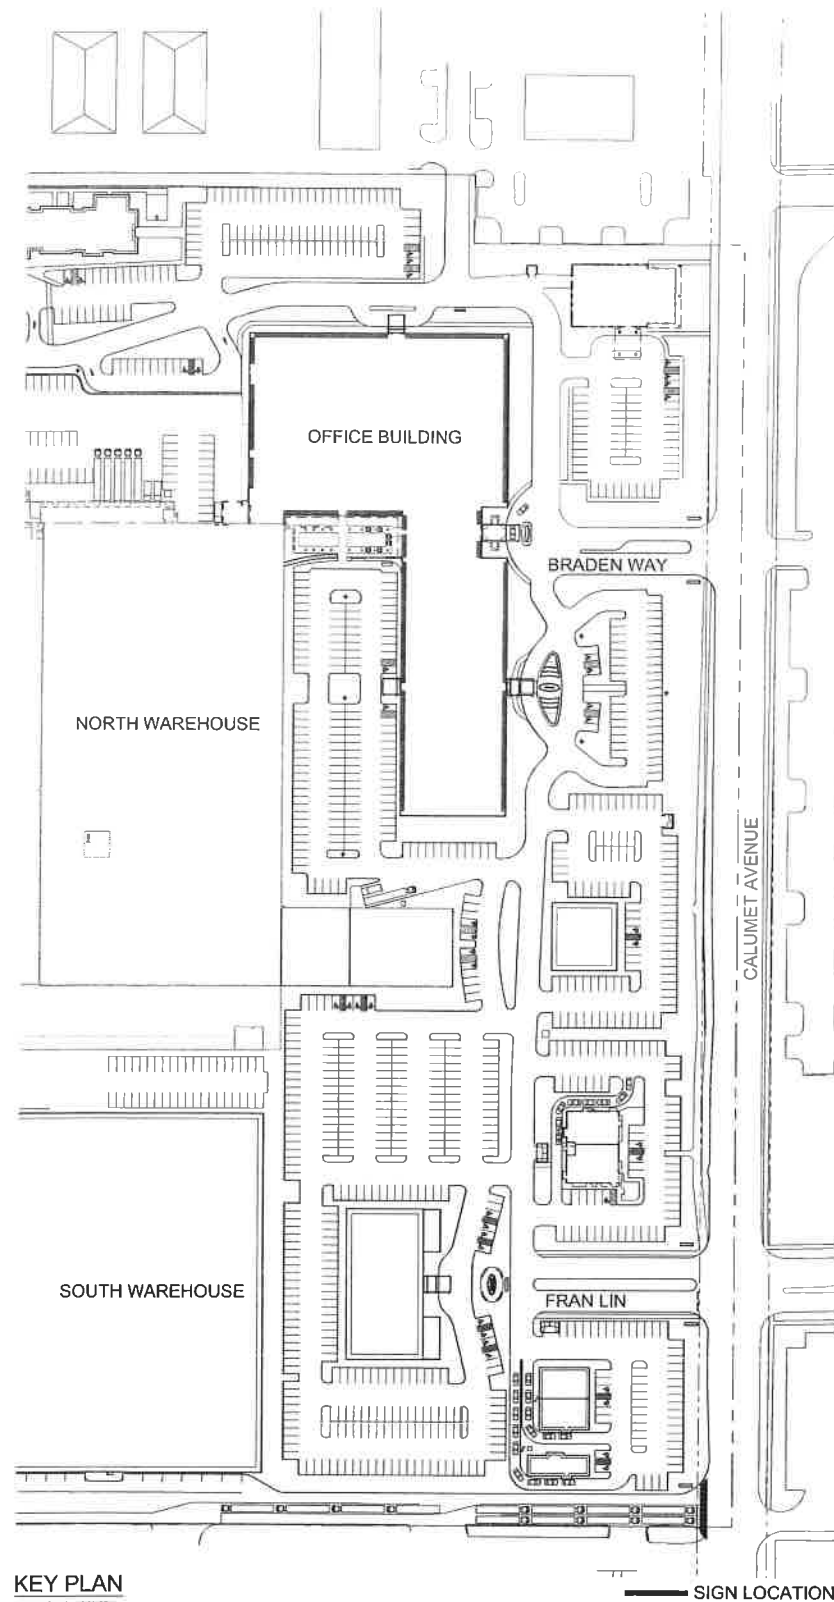 OFFICE BUILDING
BRADEN WAY
NORTH WAREHOUSE
CALUMET AVENUE
SOUTH WAREHOUSE
FRAN LIN
KEY PLAN
SIGN LOCATION